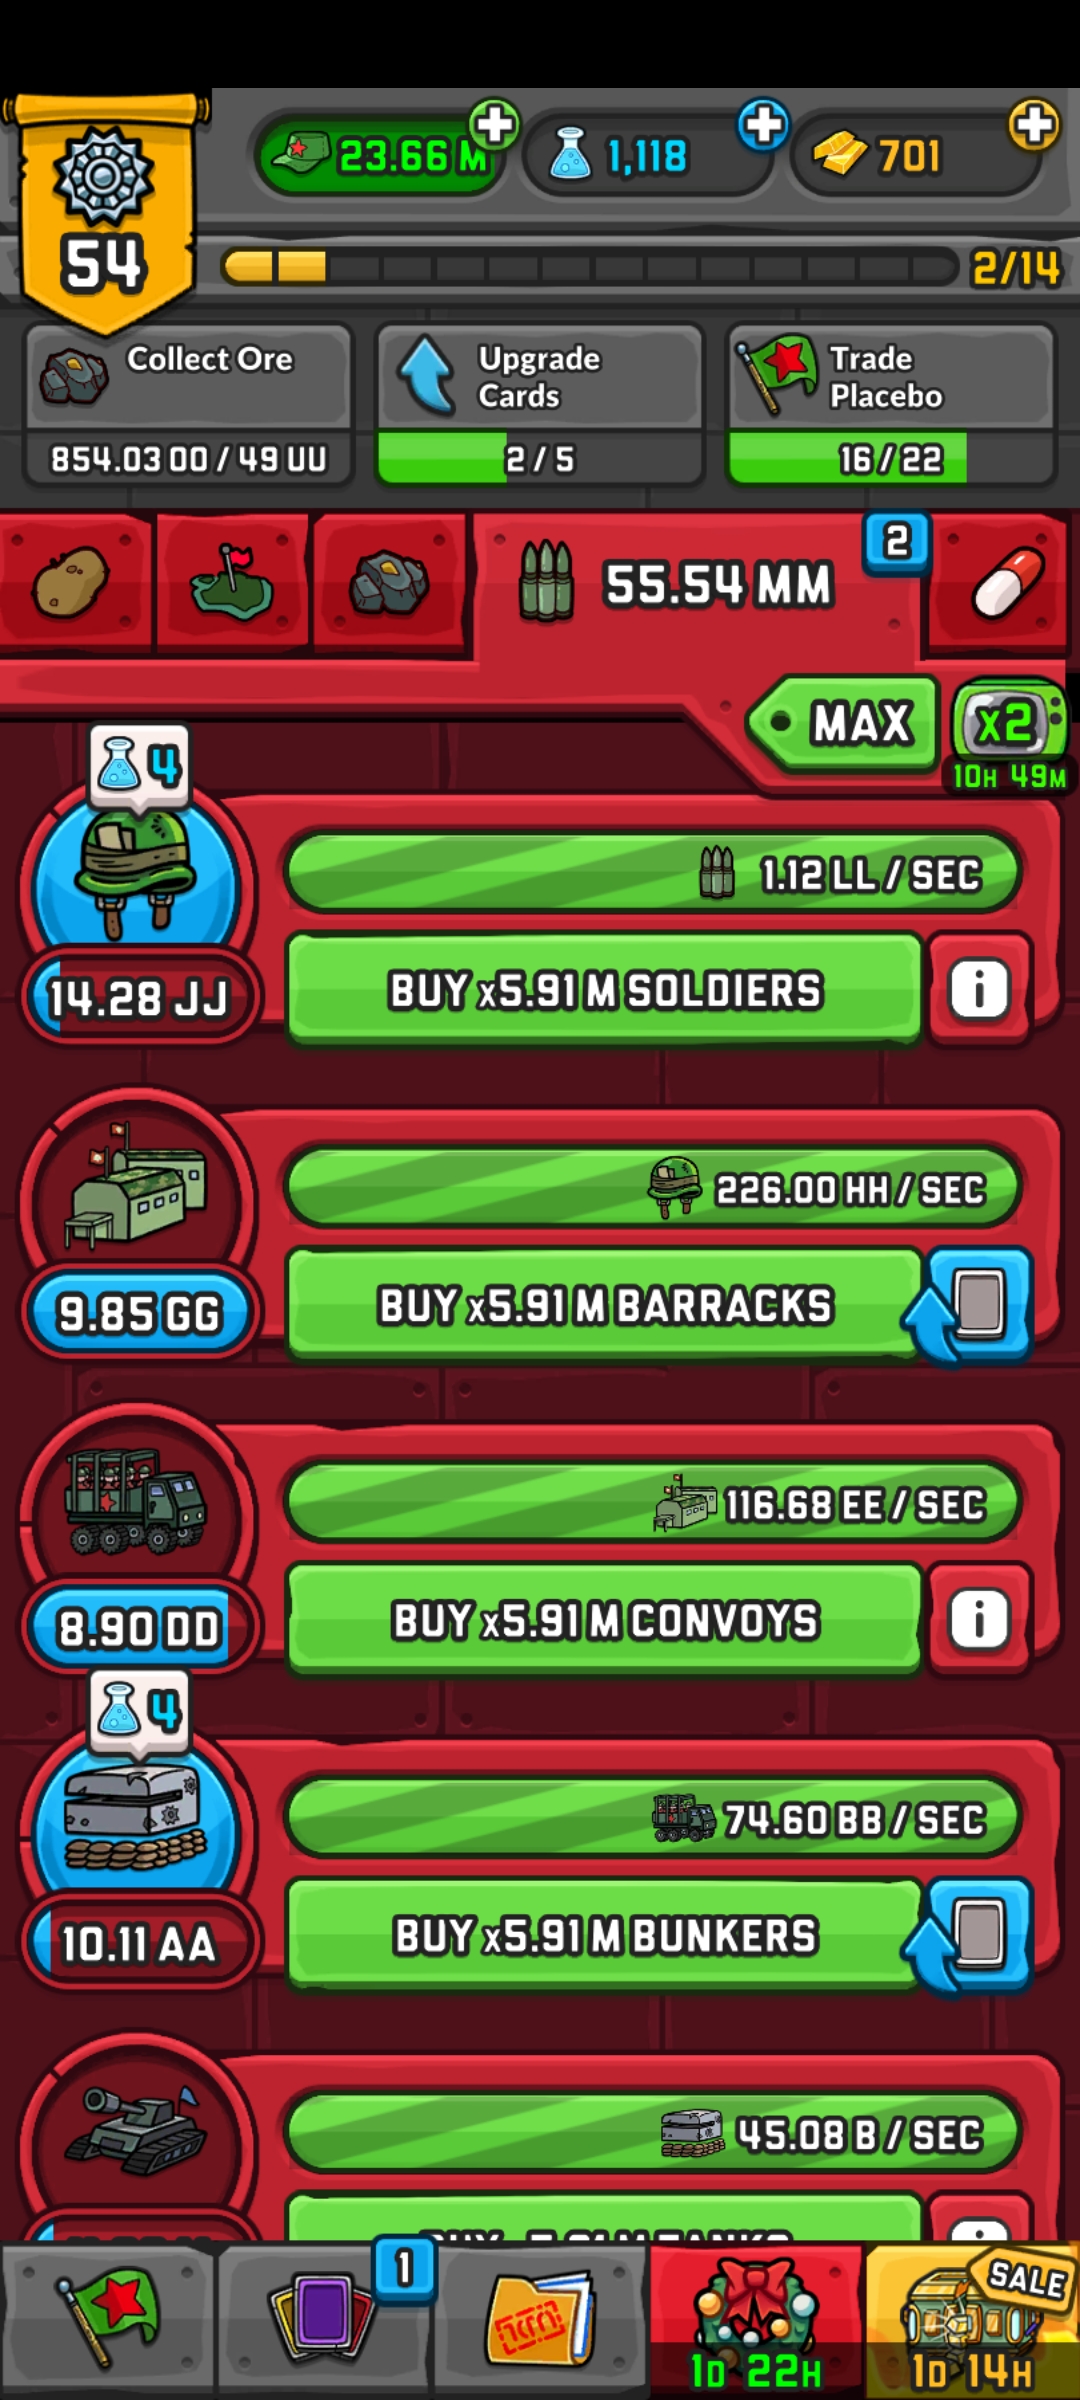 23.66 M
1,118
701
54
2/14
Collect Ore
Upgrade
Cards
Trade
Placebo
854.03 OO / 49 UU
2 / 5
16 / 22
55.54 MM
2
MAX
x2
10H 49M
4
1.12 LL / SEC
14.28 JJ
BUY x5.91 M SOLDIERS
i
226.00 HH / SEC
9.85 GG
BUY x5.91 M BARRACKS
116.68 EE / SEC
8.90 DD
BUY x5.91 M CONVOYS
i
4
74.60 BB / SEC
10.11 AA
BUY x5.91 M BUNKERS
45.08 B / SEC
BUY x5.91 M TANKS
1
SALE
1D 22H
1D 14H